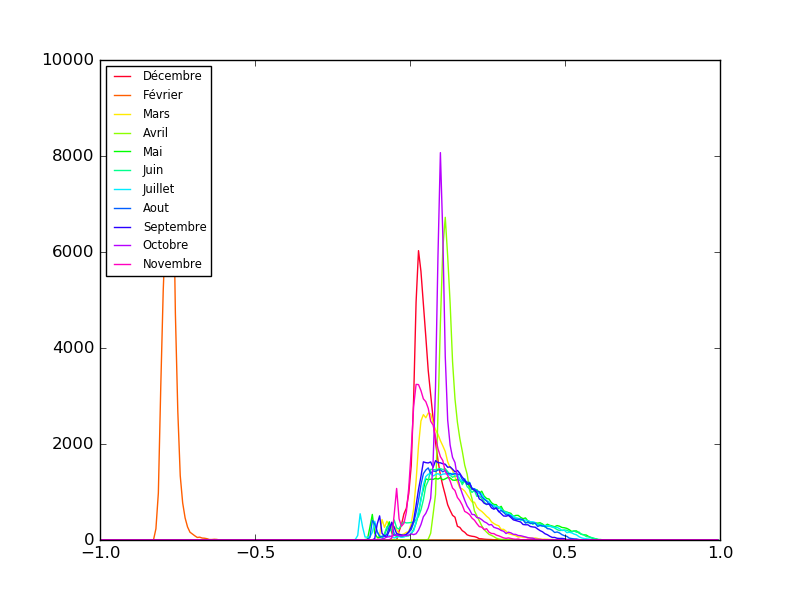 10000
8000
6000
4000
2000
0
−1.0
−0.5
0.0
0.5
1.0
Décembre
Février
Mars
Avril
Mai
Juin
Juillet
Aout
Septembre
Octobre
Novembre